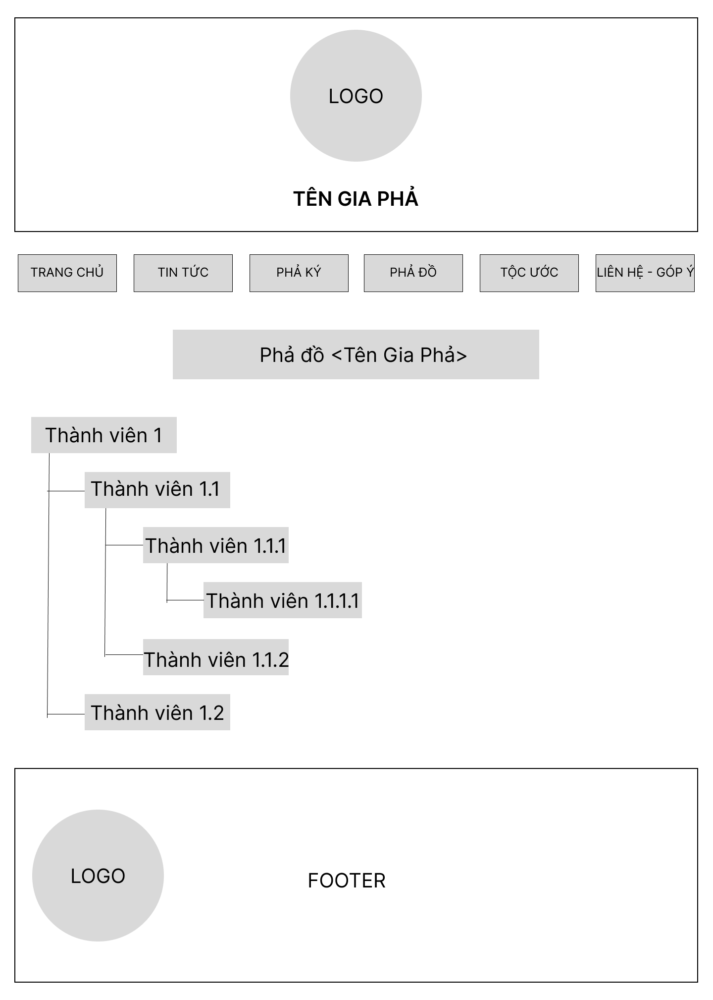 LOGO
TÊN GIA PHẢ
TRANG CHỦ
TIN TỨC
PHẢ KÝ
PHẢ ĐỒ
TỘC ƯỚC
LIÊN HỆ - GÓP Ý
Phả đồ <Tên Gia Phả>
Thành viên 1
Thành viên 1.1
Thành viên 1.1.1
Thành viên 1.1.1.1
Thành viên 1.1.2
Thành viên 1.2
LOGO
FOOTER